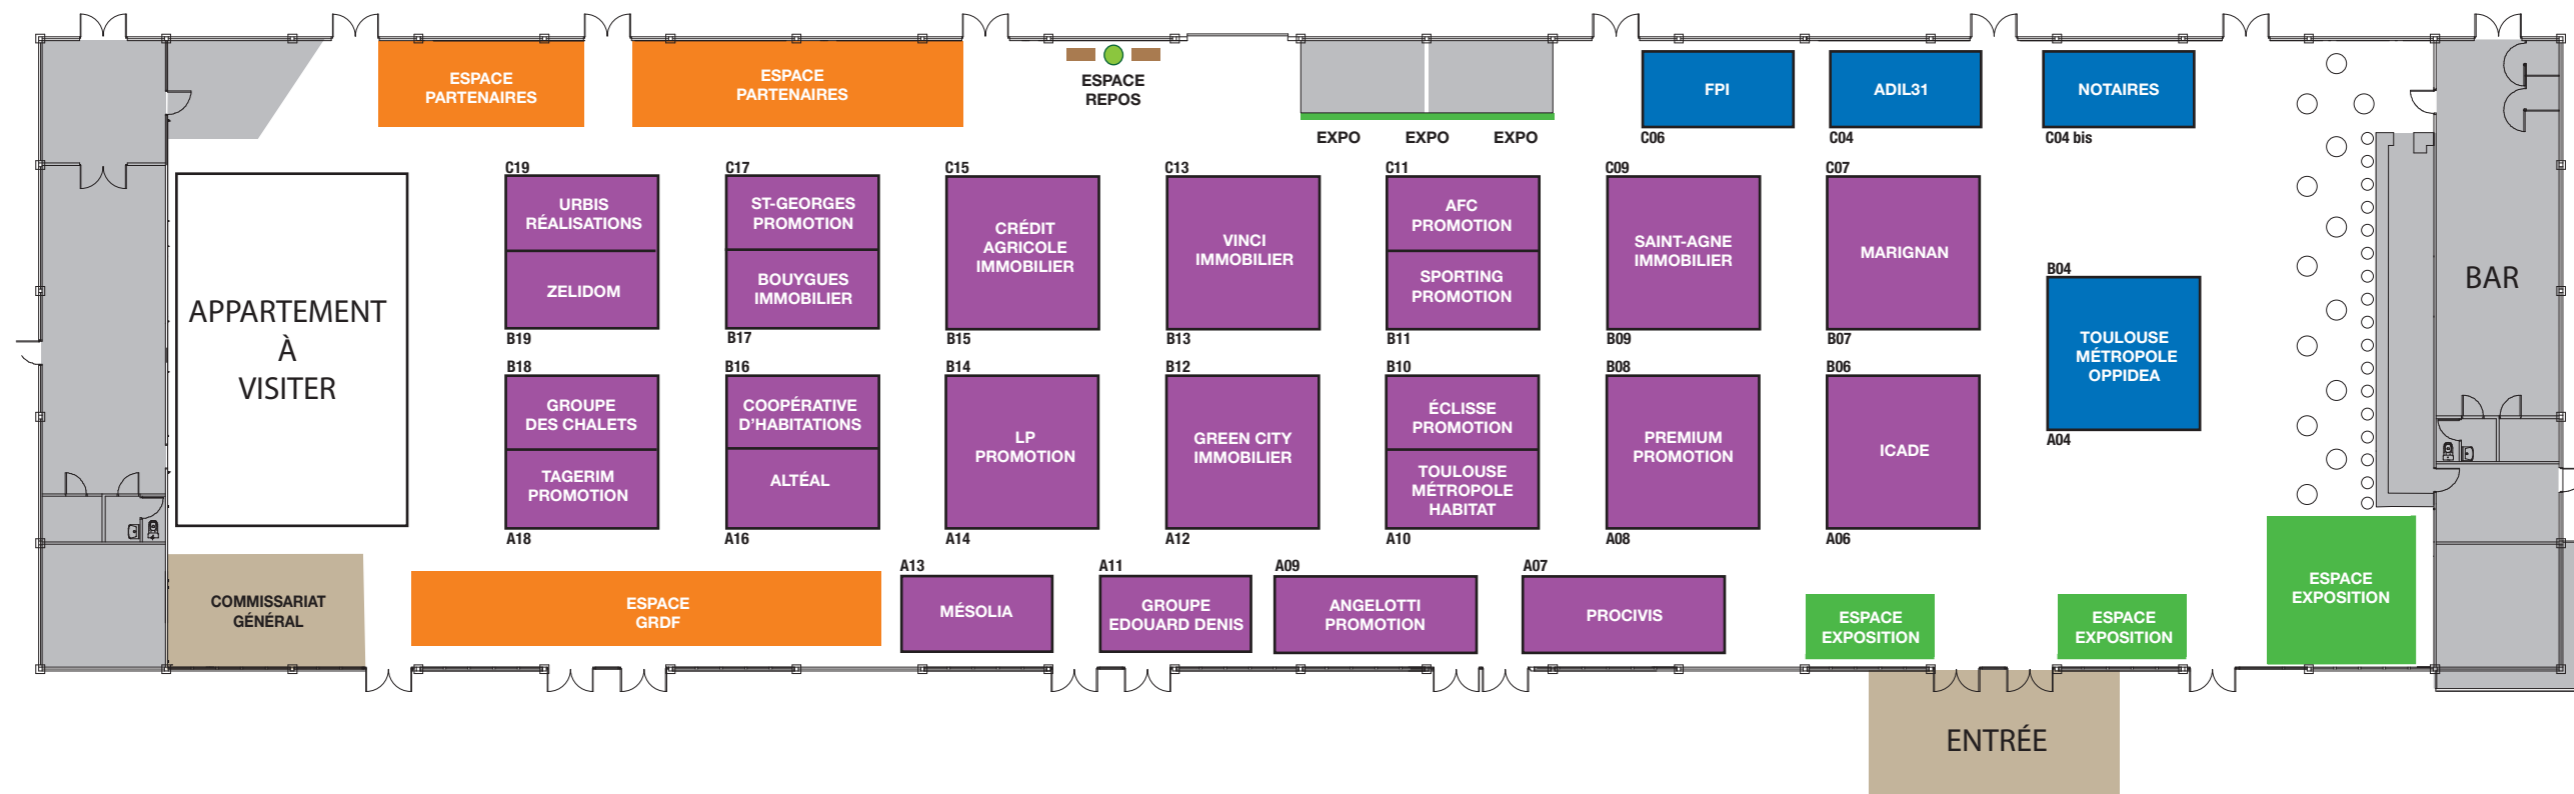 ESPACE
PARTENAIRES
ESPACE
PARTENAIRES
ESPACE
REPOS
EXPO
EXPO
EXPO
FPI
C06
ADIL31
C04
NOTAIRES
C04 bis
C19
URBIS
RÉALISATIONS
ZELIDOM
B19
C17
ST-GEORGES
PROMOTION
BOUYGUES
IMMOBILIER
B17
C15
CRÉDIT
AGRICOLE
IMMOBILIER
B15
C13
VINCI
IMMOBILIER
B13
C11
AFC
PROMOTION
SPORTING
PROMOTION
B11
C09
SAINT-AGNE
IMMOBILIER
B09
C07
MARIGNAN
B07
B04
TOULOUSE
MÉTROPOLE
OPPIDEA
A04
BAR
APPARTEMENT
À
VISITER
B18
GROUPE
DES CHALETS
TAGERIM
PROMOTION
A18
B16
COOPÉRATIVE
D'HABITATIONS
ALTÉAL
A16
B14
LP
PROMOTION
A14
B12
GREEN CITY
IMMOBILIER
A12
B10
ÉCLISSE
PROMOTION
TOULOUSE
MÉTROPOLE
HABITAT
A10
B08
PREMIUM
PROMOTION
A08
B06
ICADE
A06
COMMISSARIAT
GÉNÉRAL
ESPACE
GRDF
A13
MÉSOLIA
A11
GROUPE
EDOUARD DENIS
A09
ANGELOTTI
PROMOTION
A07
PROCIVIS
ESPACE
EXPOSITION
ESPACE
EXPOSITION
ESPACE
EXPOSITION
ENTRÉE